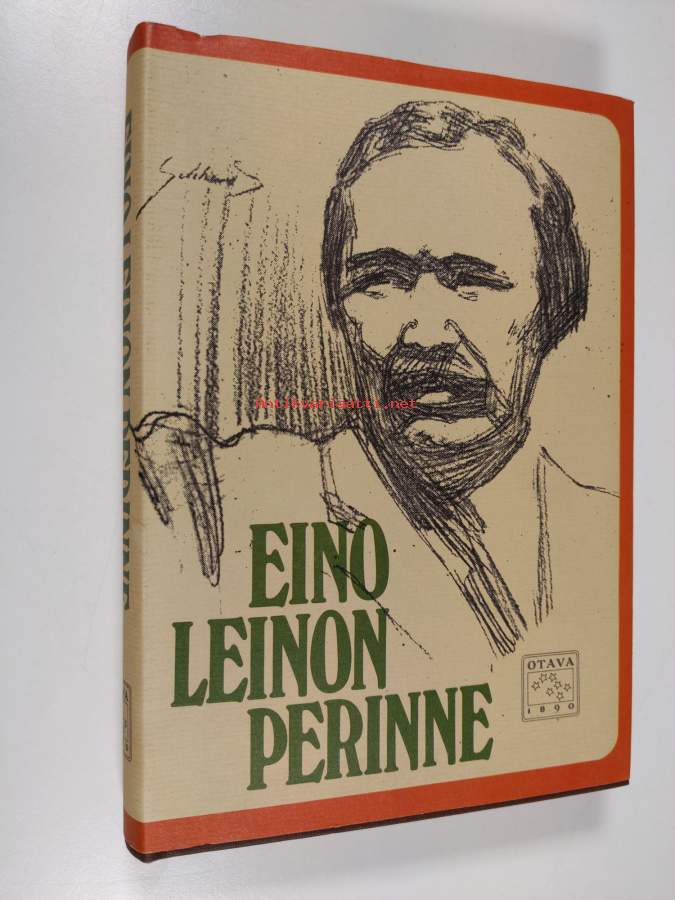 antikvariaatti.net
EINO
LEINON
PERINNE
OTAVA
1890
EINO LEINON PERINNE